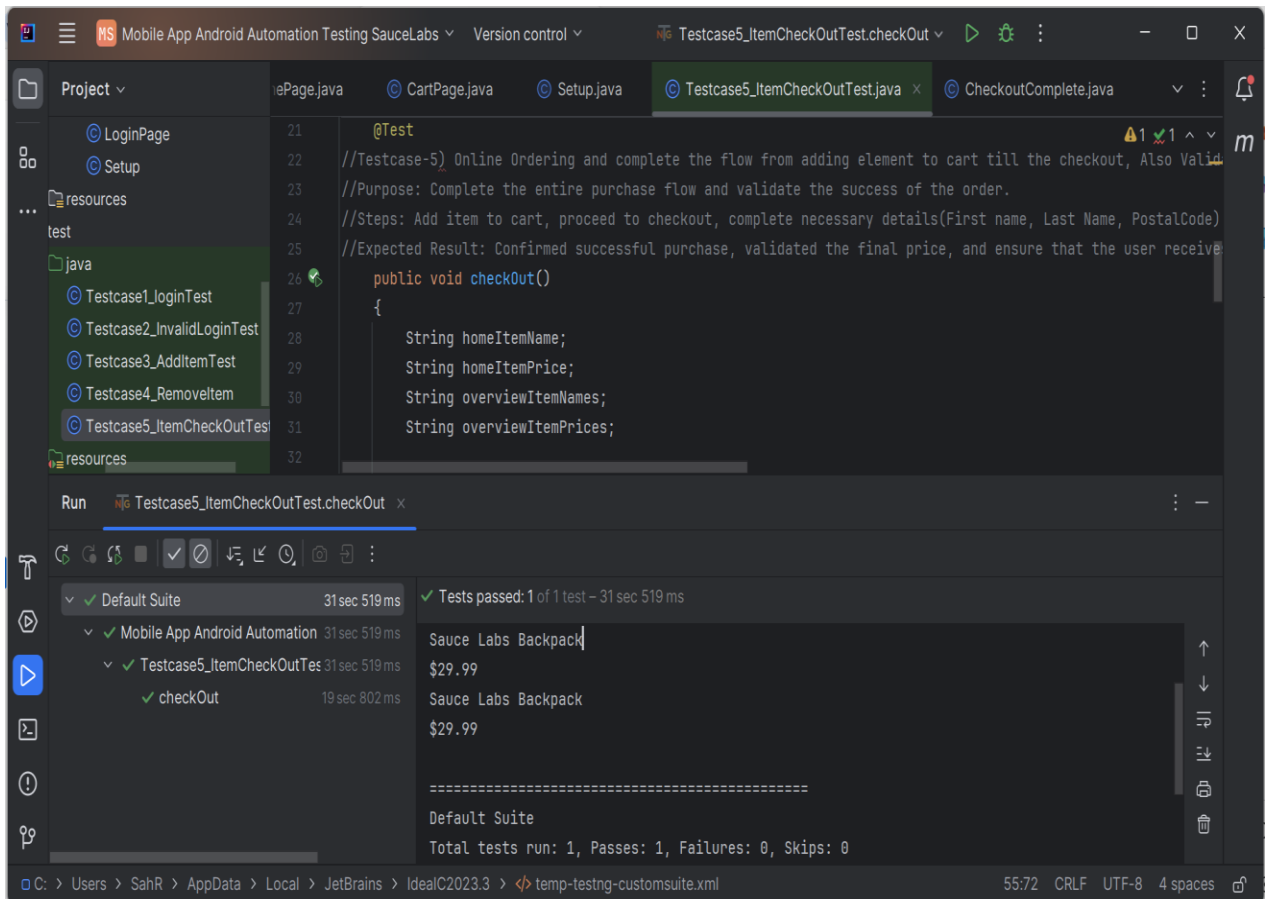 MS Mobile App Android Automation Testing SauceLabs Version control Testcase5_ItemCheckOutTest.checkOut
Project
ePage.java CartPage.java Setup.java Testcase5_ItemCheckOutTest.java CheckoutComplete.java
LoginPage
Setup
resources
test
java
Testcase1_loginTest
Testcase2_InvalidLoginTest
Testcase3_AddItemTest
Testcase4_RemoveItem
Testcase5_ItemCheckOutTest
resources
21 @Test
1 1
22 //Testcase-5) Online Ordering and complete the flow from adding element to cart till the checkout, Also Valid
23 //Purpose: Complete the entire purchase flow and validate the success of the order.
24 //Steps: Add item to cart, proceed to checkout, complete necessary details(First name, Last Name, PostalCode)
25 //Expected Result: Confirmed successful purchase, validated the final price, and ensure that the user receive
26 public void checkOut()
27 {
28 String homeItemName;
29 String homeItemPrice;
30 String overviewItemNames;
31 String overviewItemPrices;
32
m
Run Testcase5_ItemCheckOutTest.checkOut
Default Suite 31 sec 519 ms
Mobile App Android Automation 31 sec 519 ms
Testcase5_ItemCheckOutTes 31 sec 519 ms
checkOut 19 sec 802 ms
Tests passed: 1 of 1 test – 31 sec 519 ms
Sauce Labs Backpack
$29.99
Sauce Labs Backpack
$29.99
===============================================
Default Suite
Total tests run: 1, Passes: 1, Failures: 0, Skips: 0
C: > Users > SahR > AppData > Local > JetBrains > IdealC2023.3 > temp-testng-customsuite.xml 55:72 CRLF UTF-8 4 spaces